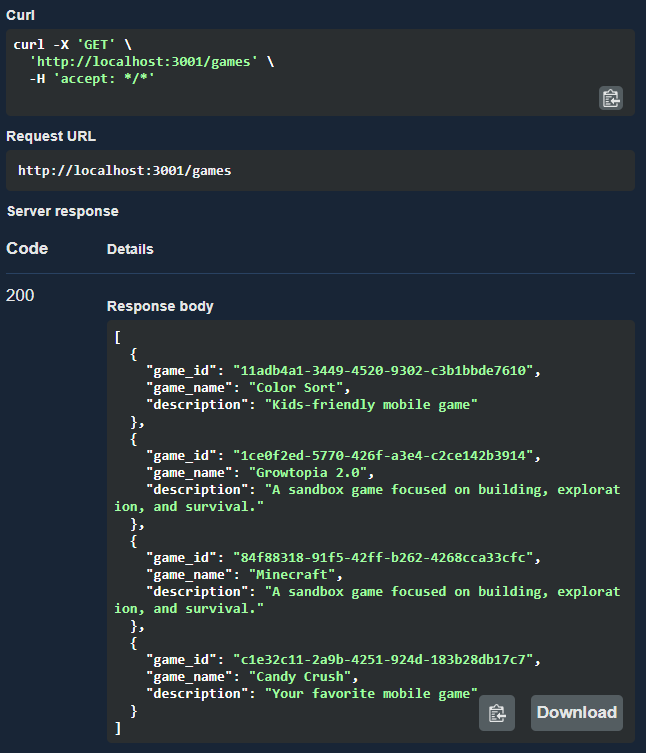 Curl
curl -X 'GET' \
  'http://localhost:3001/games' \
  -H 'accept: */*'
Request URL
http://localhost:3001/games
Server response
Code Details
200
Response body
[
  {
    "game_id": "11adb4a1-3449-4520-9302-c3b1bbde7610",
    "game_name": "Color Sort",
    "description": "Kids-friendly mobile game"
  },
  {
    "game_id": "1ce0f2ed-5770-426f-a3e4-c2ce142b3914",
    "game_name": "Growtopia 2.0",
    "description": "A sandbox game focused on building, explorat
ion, and survival."
  },
  {
    "game_id": "84f88318-91f5-42ff-b262-4268cca33cfc",
    "game_name": "Minecraft",
    "description": "A sandbox game focused on building, explorat
ion, and survival."
  },
  {
    "game_id": "c1e32c11-2a9b-4251-924d-183b28db17c7",
    "game_name": "Candy Crush",
    "description": "Your favorite mobile game"
  }
]
Download